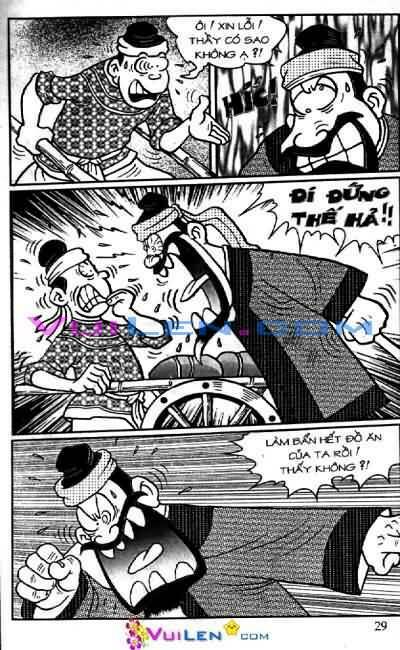 ÔI! XIN LỖI!
THẦY CÓ SAO
KHÔNG Ạ?!
HÍC!
ĐI ĐỨNG
THẾ HẢ!!
VUILEN.COM
LÀM BẨN HẾT ĐỒ ĂN
CỦA TA RỒI!
THẤY KHÔNG?!
29
VUILEN.COM